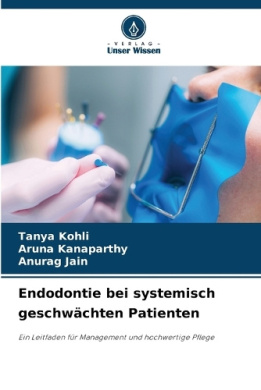 VERLAG
Unser Wissen
Tanya Kohli
Aruna Kanaparthy
Anurag Jain
Endodontie bei systemisch
geschwächten Patienten
Ein Leitfaden für Management und hochwertige Pflege